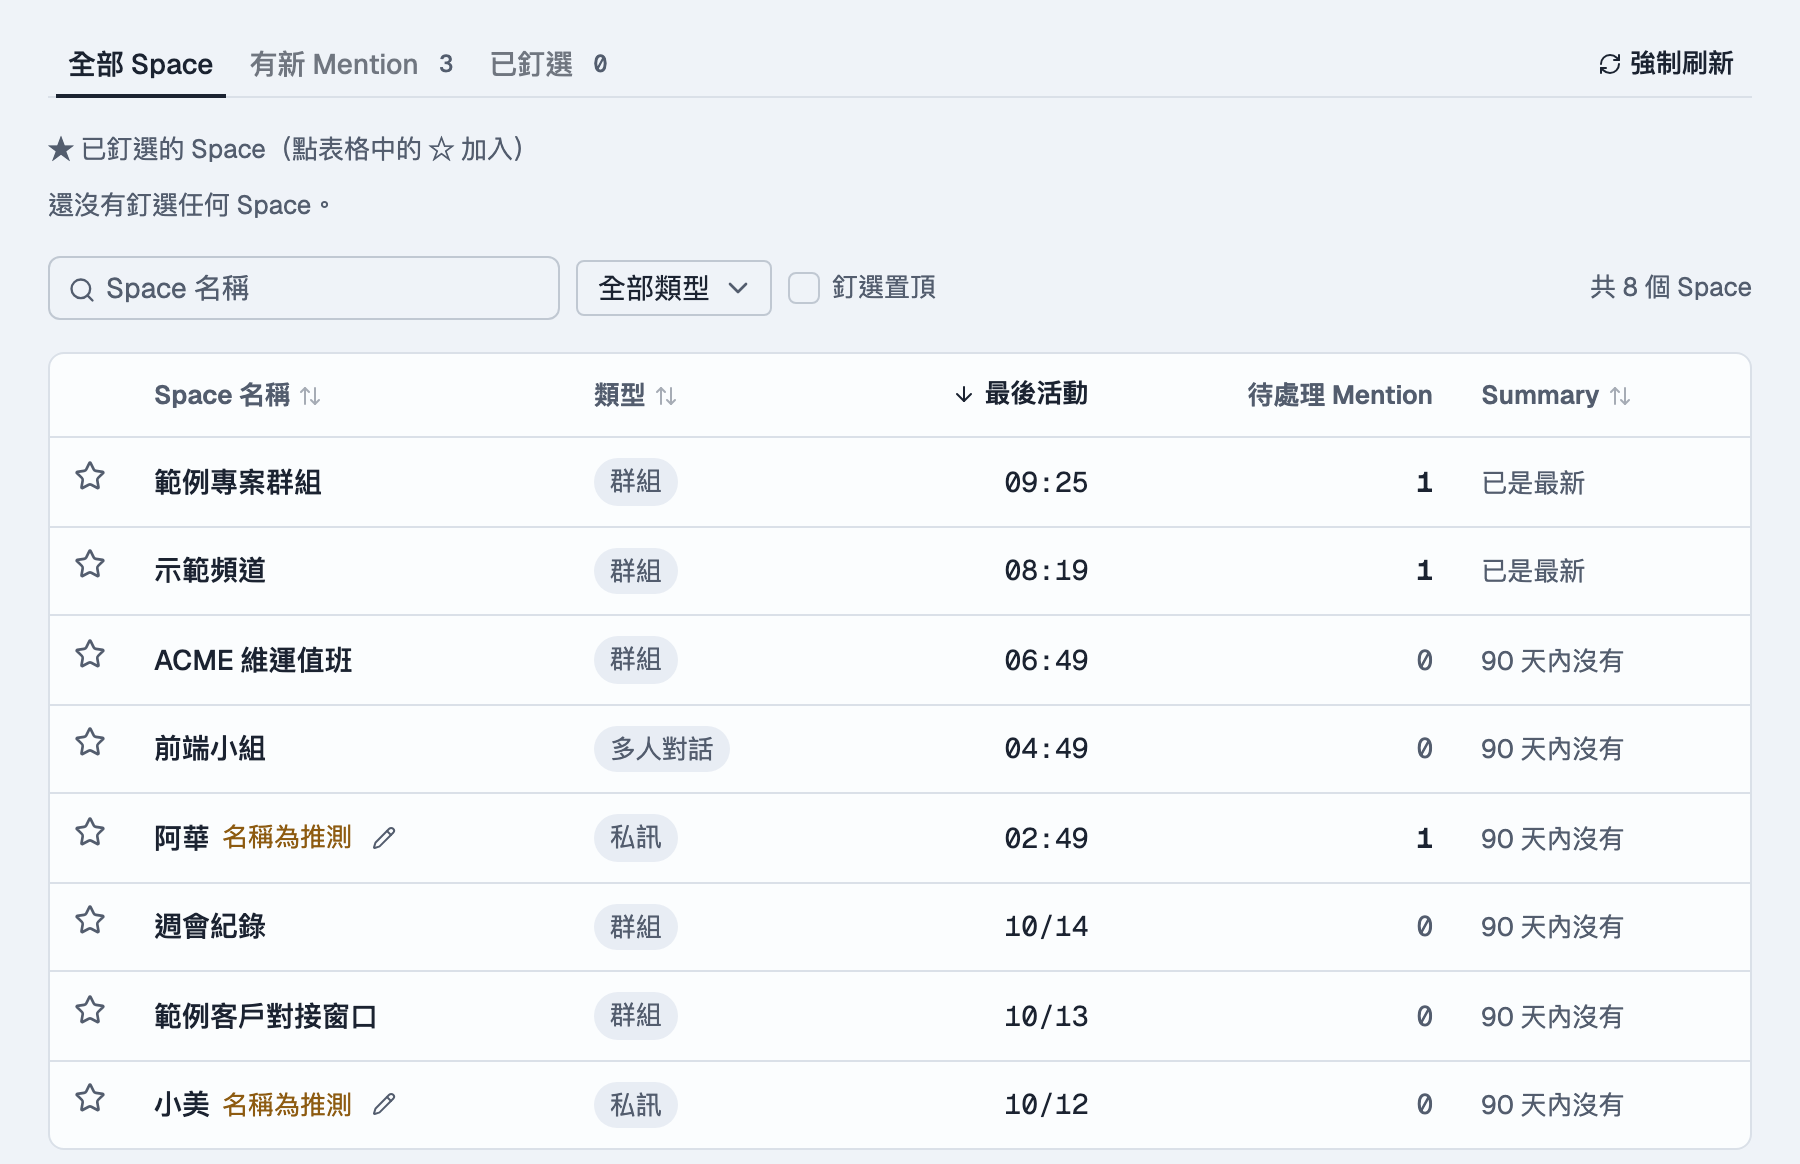 全部 Space 有新 Mention 3 已釘選 0 強制刷新
★ 已釘選的 Space（點表格中的 ☆ 加入）
還沒有釘選任何 Space。
Space 名稱 全部類型 釘選置頂 共 8 個 Space
Space 名稱 類型 最後活動 待處理 Mention Summary
範例專案群組 群組 09:25 1 已是最新
示範頻道 群組 08:19 1 已是最新
ACME 維運值班 群組 06:49 0 90 天內沒有
前端小組 多人對話 04:49 0 90 天內沒有
阿華 名稱為推測 私訊 02:49 1 90 天內沒有
週會紀錄 群組 10/14 0 90 天內沒有
範例客戶對接窗口 群組 10/13 0 90 天內沒有
小美 名稱為推測 私訊 10/12 0 90 天內沒有